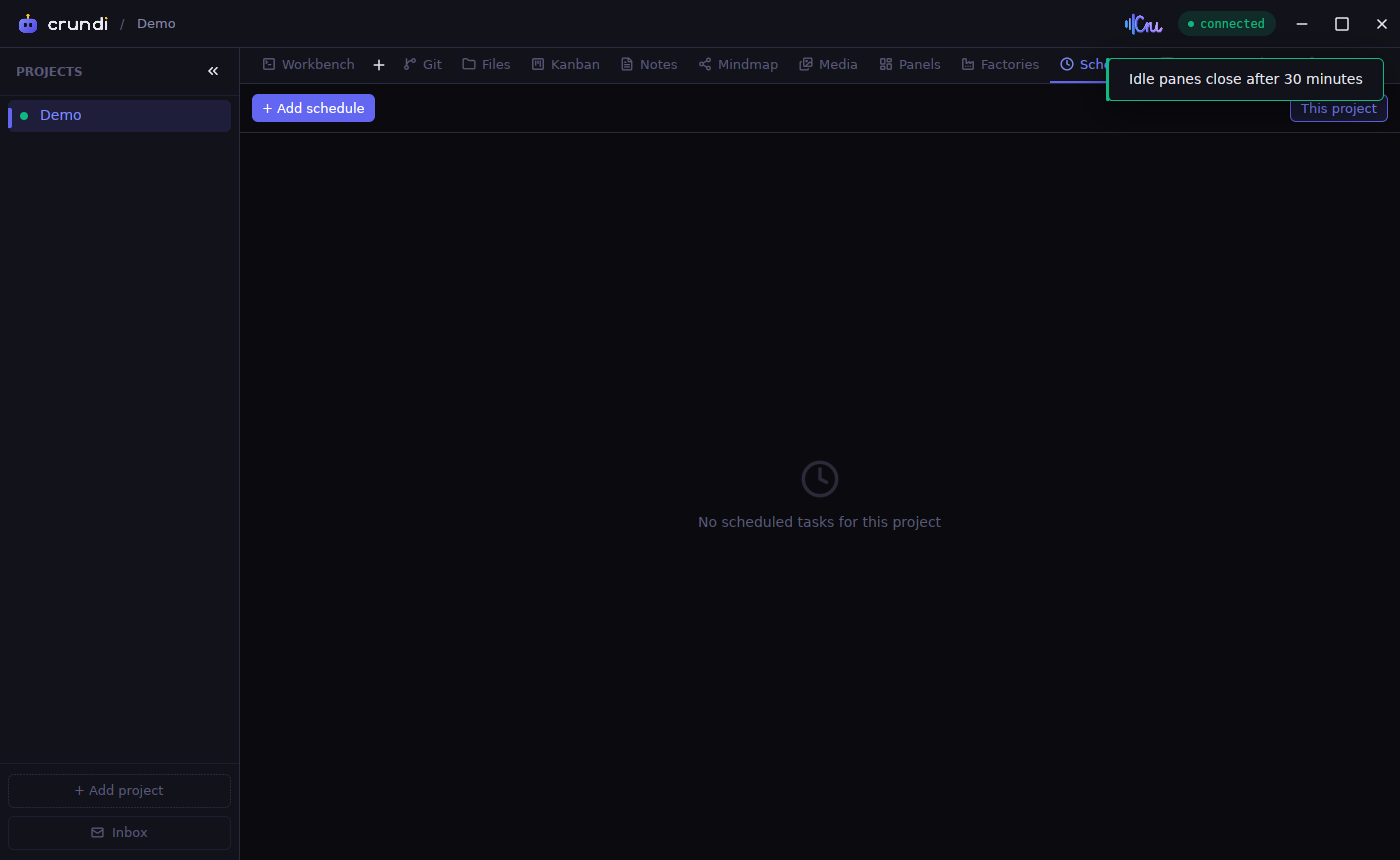 crundi / Demo
Cru
connected
PROJECTS
Workbench
Git
Files
Kanban
Notes
Mindmap
Media
Panels
Factories
Idle panes close after 30 minutes
Demo
+ Add schedule
This project
No scheduled tasks for this project
+ Add project
Inbox